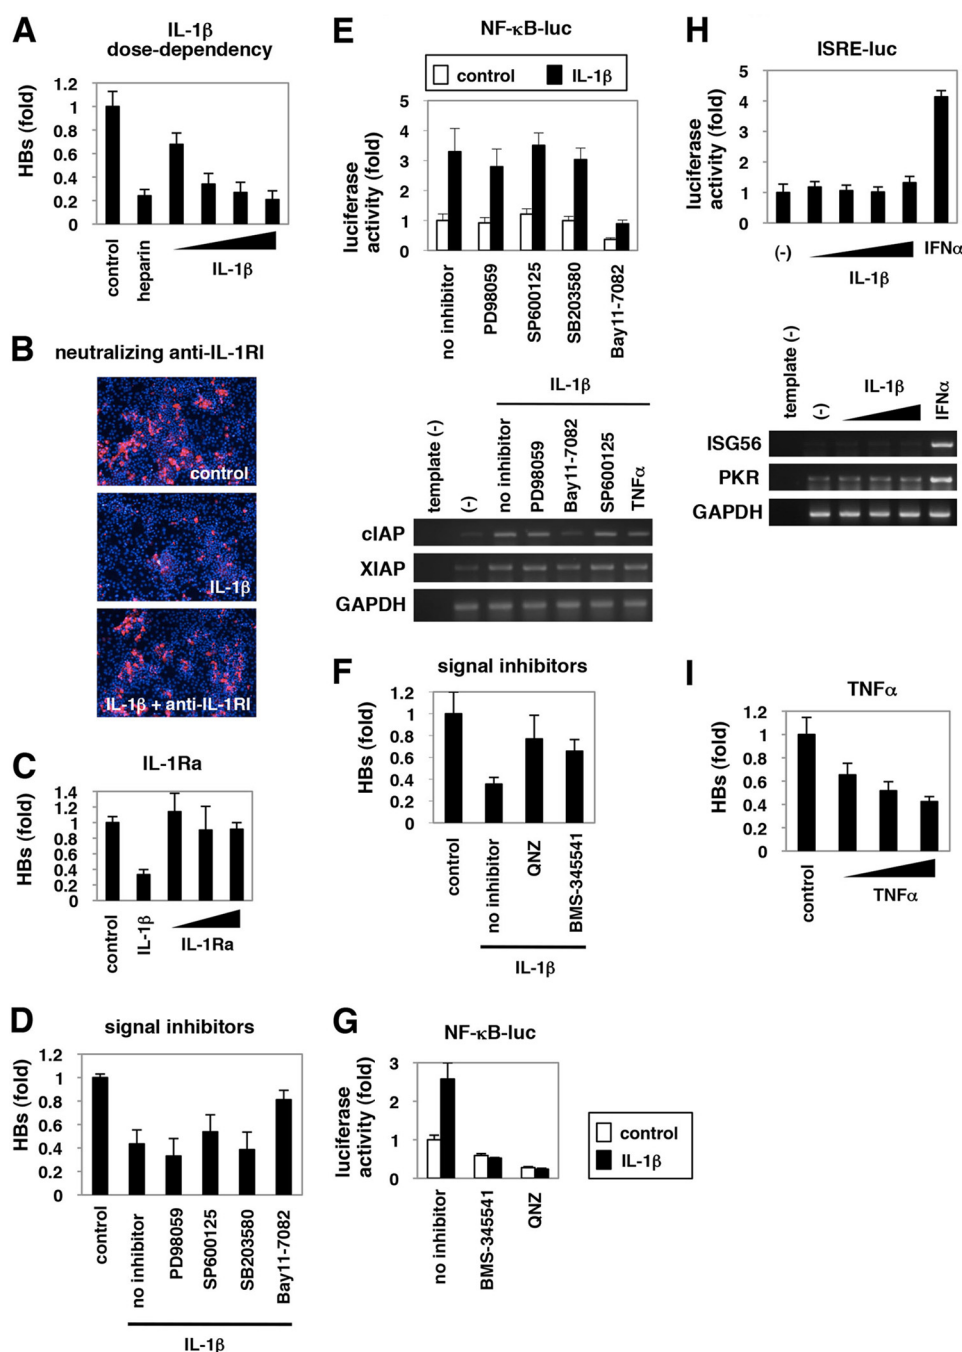 A
IL-1β
dose-dependency
HBs (fold)
1.2
1
0.8
0.6
0.4
0.2
0
control
heparin
IL-1β
B
neutralizing anti-IL-1RI
control
IL-1β
IL-1β + anti-IL-1RI
C
IL-1Ra
HBs (fold)
1.4
1.2
1
0.8
0.6
0.4
0.2
0
control
IL-1β
IL-1Ra
D
signal inhibitors
HBs (fold)
1.2
1
0.8
0.6
0.4
0.2
0
control
no inhibitor
PD98059
SP600125
SB203580
Bay11-7082
IL-1β
E
NF-κB-luc
control
IL-1β
luciferase
activity (fold)
5
4
3
2
1
0
no inhibitor
PD98059
SP600125
SB203580
Bay11-7082
IL-1β
template (-)
(-)
no inhibitor
PD98059
Bay11-7082
SP600125
TNFα
cIAP
XIAP
GAPDH
F
signal inhibitors
HBs (fold)
1.2
1
0.8
0.6
0.4
0.2
0
control
no inhibitor
QNZ
BMS-345541
IL-1β
G
NF-κB-luc
luciferase
activity (fold)
3
2
1
0
no inhibitor
BMS-345541
QNZ
control
IL-1β
H
ISRE-luc
luciferase
activity (fold)
5
4
3
2
1
0
(-)
IL-1β
IFNα
template (-)
(-)
IL-1β
IFNα
ISG56
PKR
GAPDH
I
TNFα
HBs (fold)
1.2
1
0.8
0.6
0.4
0.2
0
control
TNFα